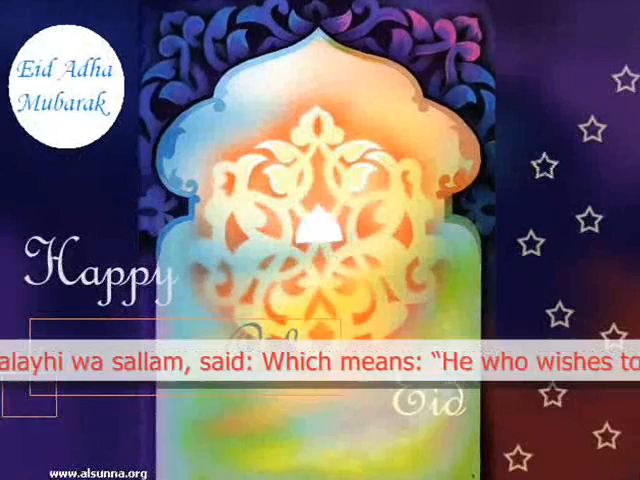 Eid Adha
Mubarak
Happy
alayhi wa sallam, said: Which means: “He who wishes to
Eid
www.alsunna.org